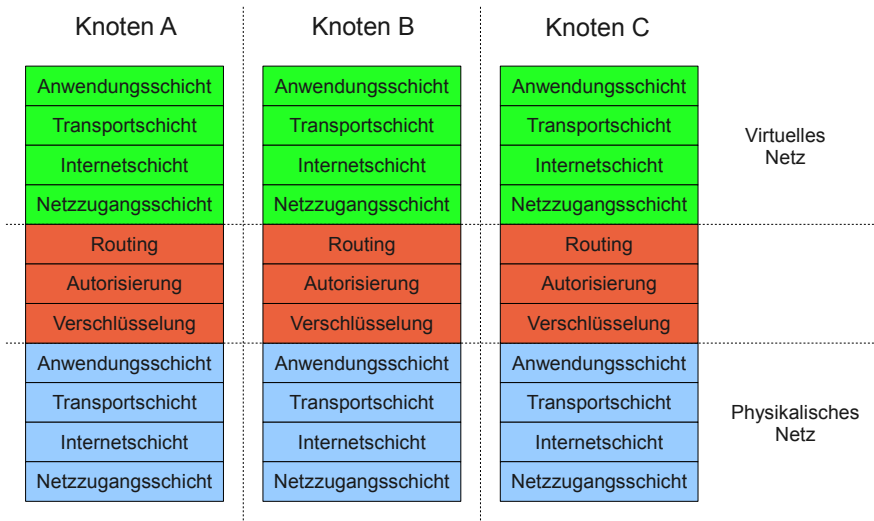 Knoten A
Knoten B
Knoten C
Anwendungsschicht
Anwendungsschicht
Anwendungsschicht
Transportschicht
Transportschicht
Transportschicht
Virtuelles
Netz
Internetschicht
Internetschicht
Internetschicht
Netzzugangsschicht
Netzzugangsschicht
Netzzugangsschicht
Routing
Routing
Routing
Autorisierung
Autorisierung
Autorisierung
Verschlüsselung
Verschlüsselung
Verschlüsselung
Anwendungsschicht
Anwendungsschicht
Anwendungsschicht
Transportschicht
Transportschicht
Transportschicht
Physikalisches
Netz
Internetschicht
Internetschicht
Internetschicht
Netzzugangsschicht
Netzzugangsschicht
Netzzugangsschicht